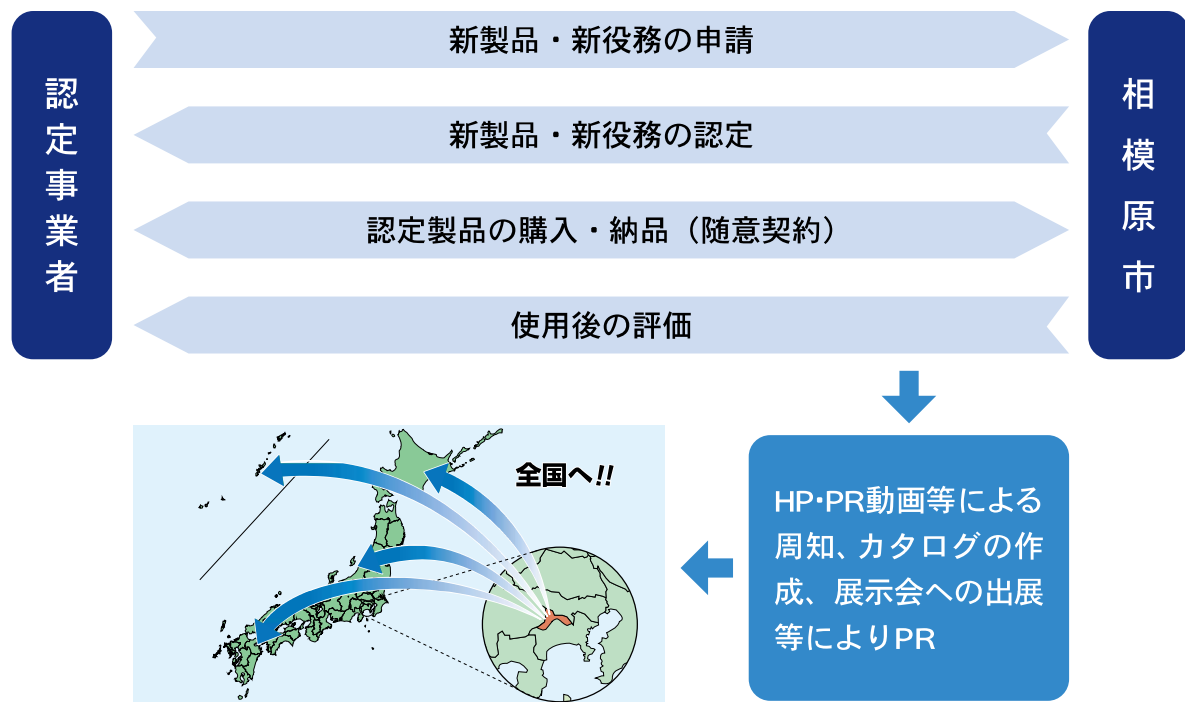 認定事業者
新製品・新役務の申請
新製品・新役務の認定
認定製品の購入・納品（随意契約）
使用後の評価
相模原市
全国へ!!
HP・PR動画等による
周知、カタログの作
成、展示会への出展
等によりPR